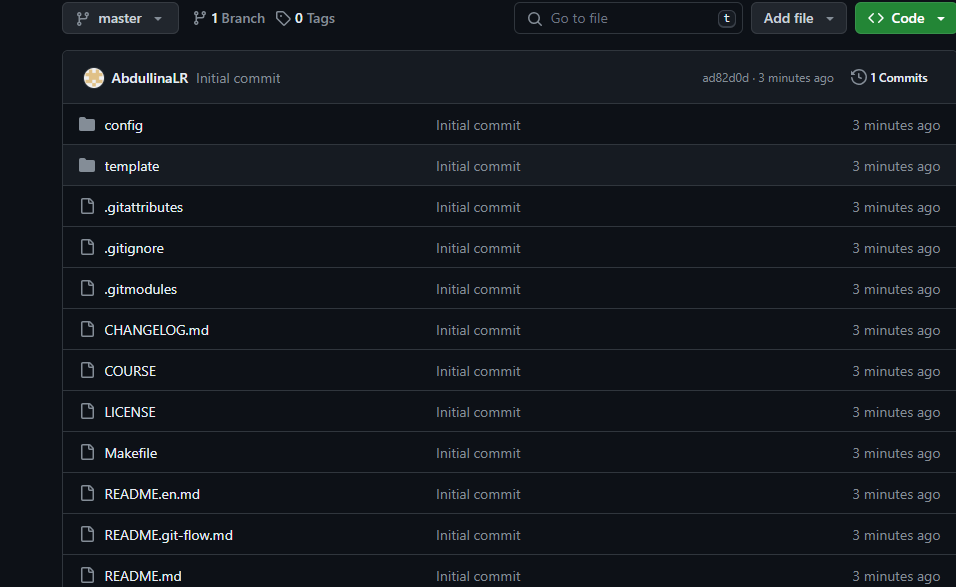 master 1 Branch 0 Tags Go to file t Add file Code
AbdullinaLR Initial commit ad82d0d · 3 minutes ago 1 Commits
config Initial commit 3 minutes ago
template Initial commit 3 minutes ago
.gitattributes Initial commit 3 minutes ago
.gitignore Initial commit 3 minutes ago
.gitmodules Initial commit 3 minutes ago
CHANGELOG.md Initial commit 3 minutes ago
COURSE Initial commit 3 minutes ago
LICENSE Initial commit 3 minutes ago
Makefile Initial commit 3 minutes ago
README.en.md Initial commit 3 minutes ago
README.git-flow.md Initial commit 3 minutes ago
README.md Initial commit 3 minutes ago